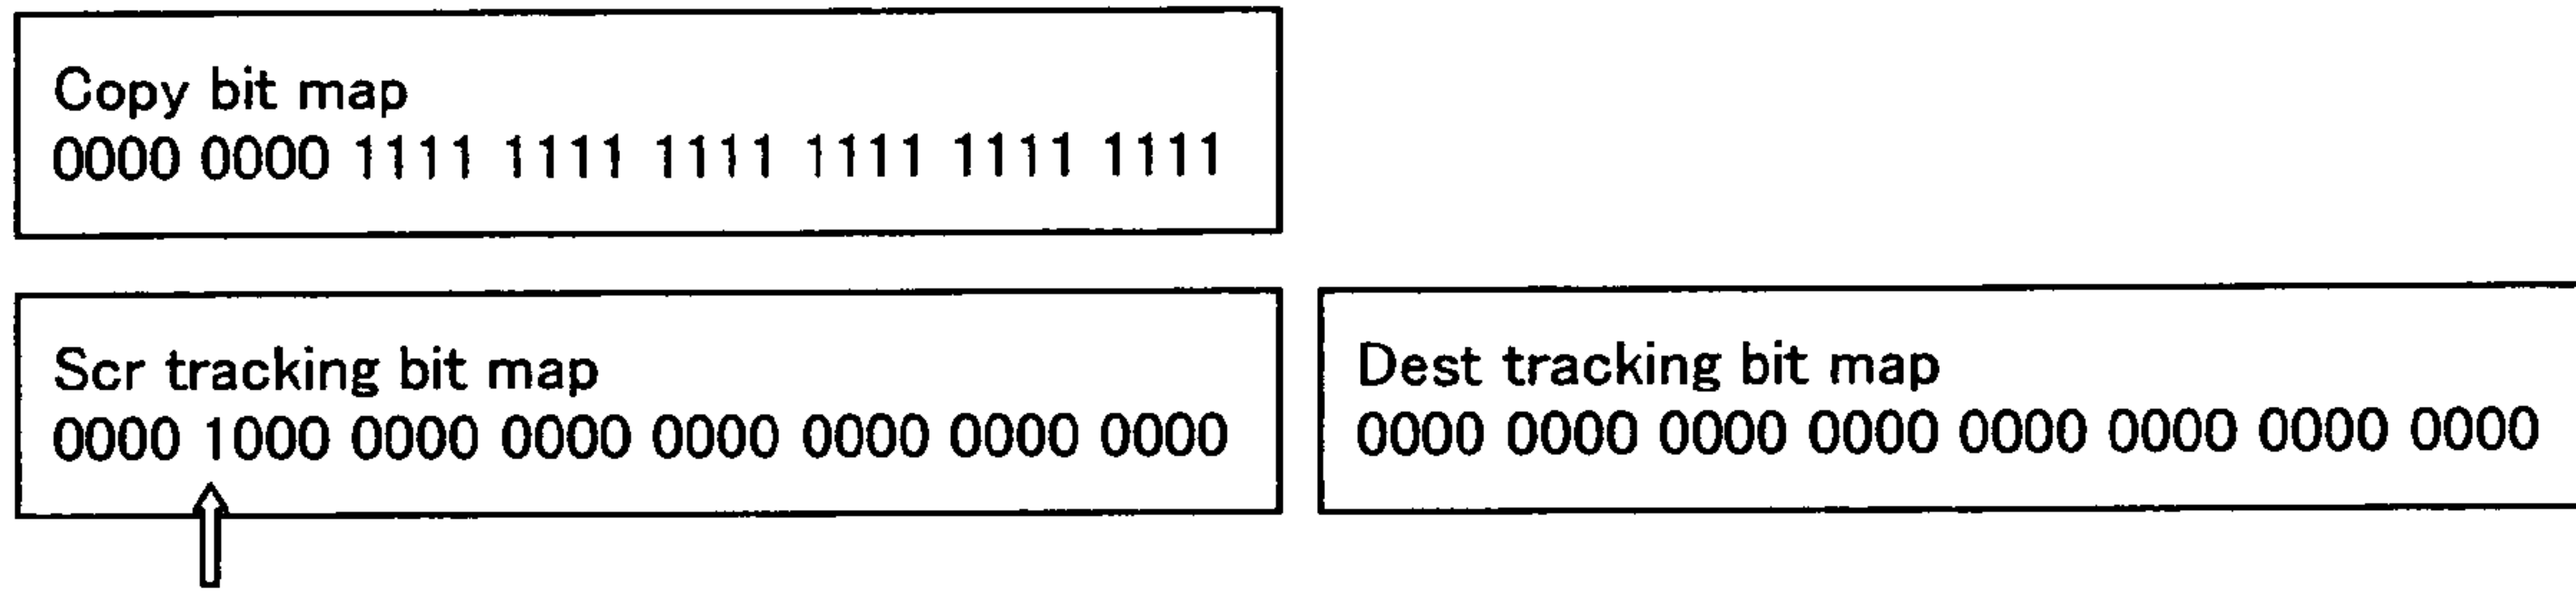 Copy bit map
0000 0000 1111 1111 1111 1111 1111 1111
Scr tracking bit map
0000 1000 0000 0000 0000 0000 0000 0000
Dest tracking bit map
0000 0000 0000 0000 0000 0000 0000 0000